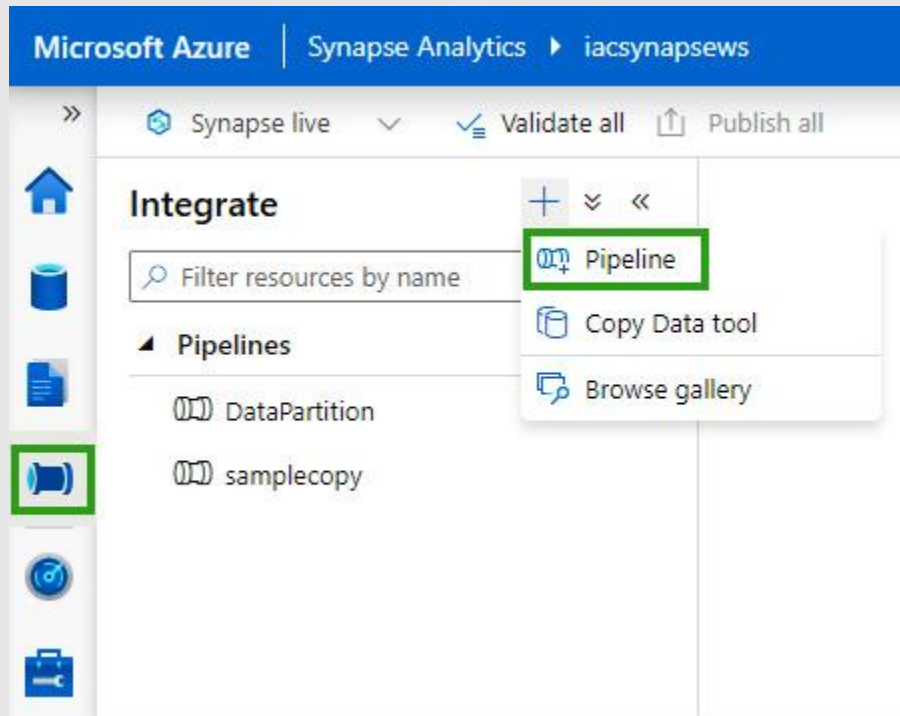 Microsoft Azure | Synapse Analytics ▸ iacsynapsews
» Synapse live Validate all Publish all
Integrate
Filter resources by name
Pipeline
Copy Data tool
Browse gallery
Pipelines
DataPartition
samplecopy